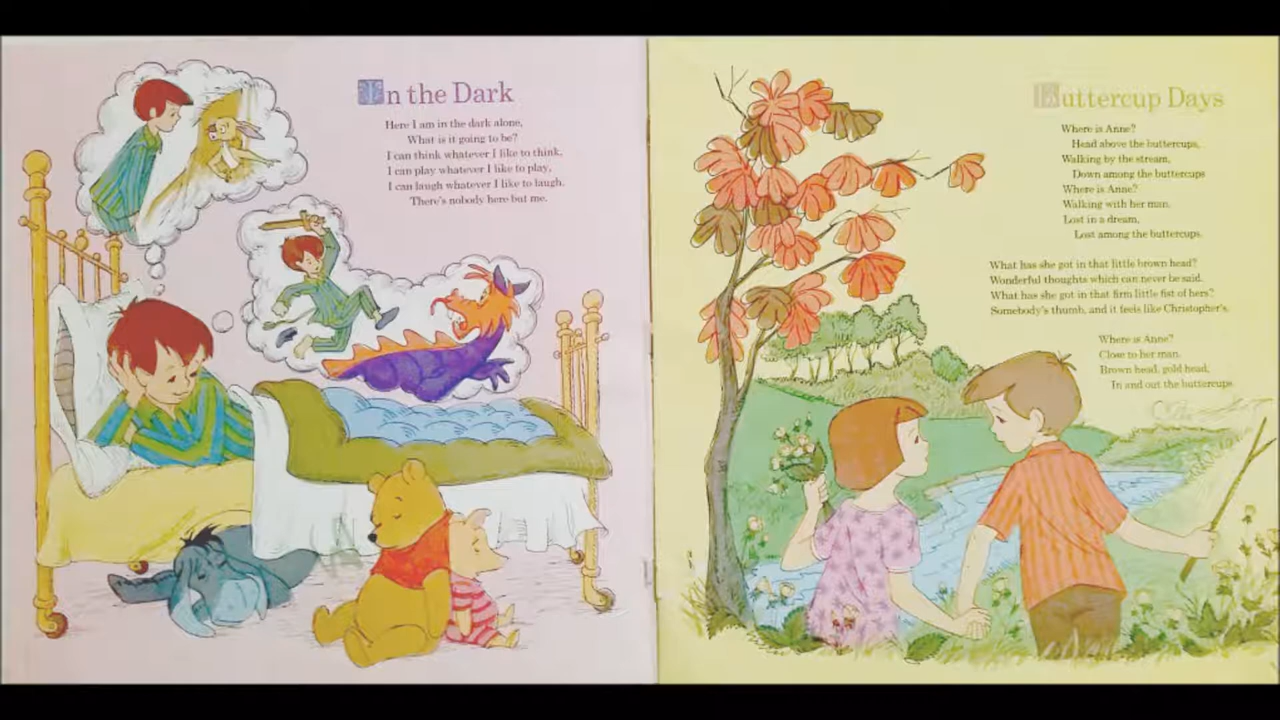 In the Dark
Here I am in the dark alone,
What is it going to be?
I can think whatever I like to think,
I can play whatever I like to play,
I can laugh whatever I like to laugh.
There's nobody here but me.
Buttercup Days
Where is Anne?
Head above the buttercups,
Walking by the stream,
Down among the buttercups
Where is Anne?
Walking with her man,
Lost in a dream,
Lost among the buttercups.
What has she got in that little brown head?
Wonderful thoughts which can never be said.
What has she got in that firm little fist of hers?
Somebody's thumb, and it feels like Christopher's.
Where is Anne?
Close to her man.
Brown head, gold head,
In and out the buttercups.